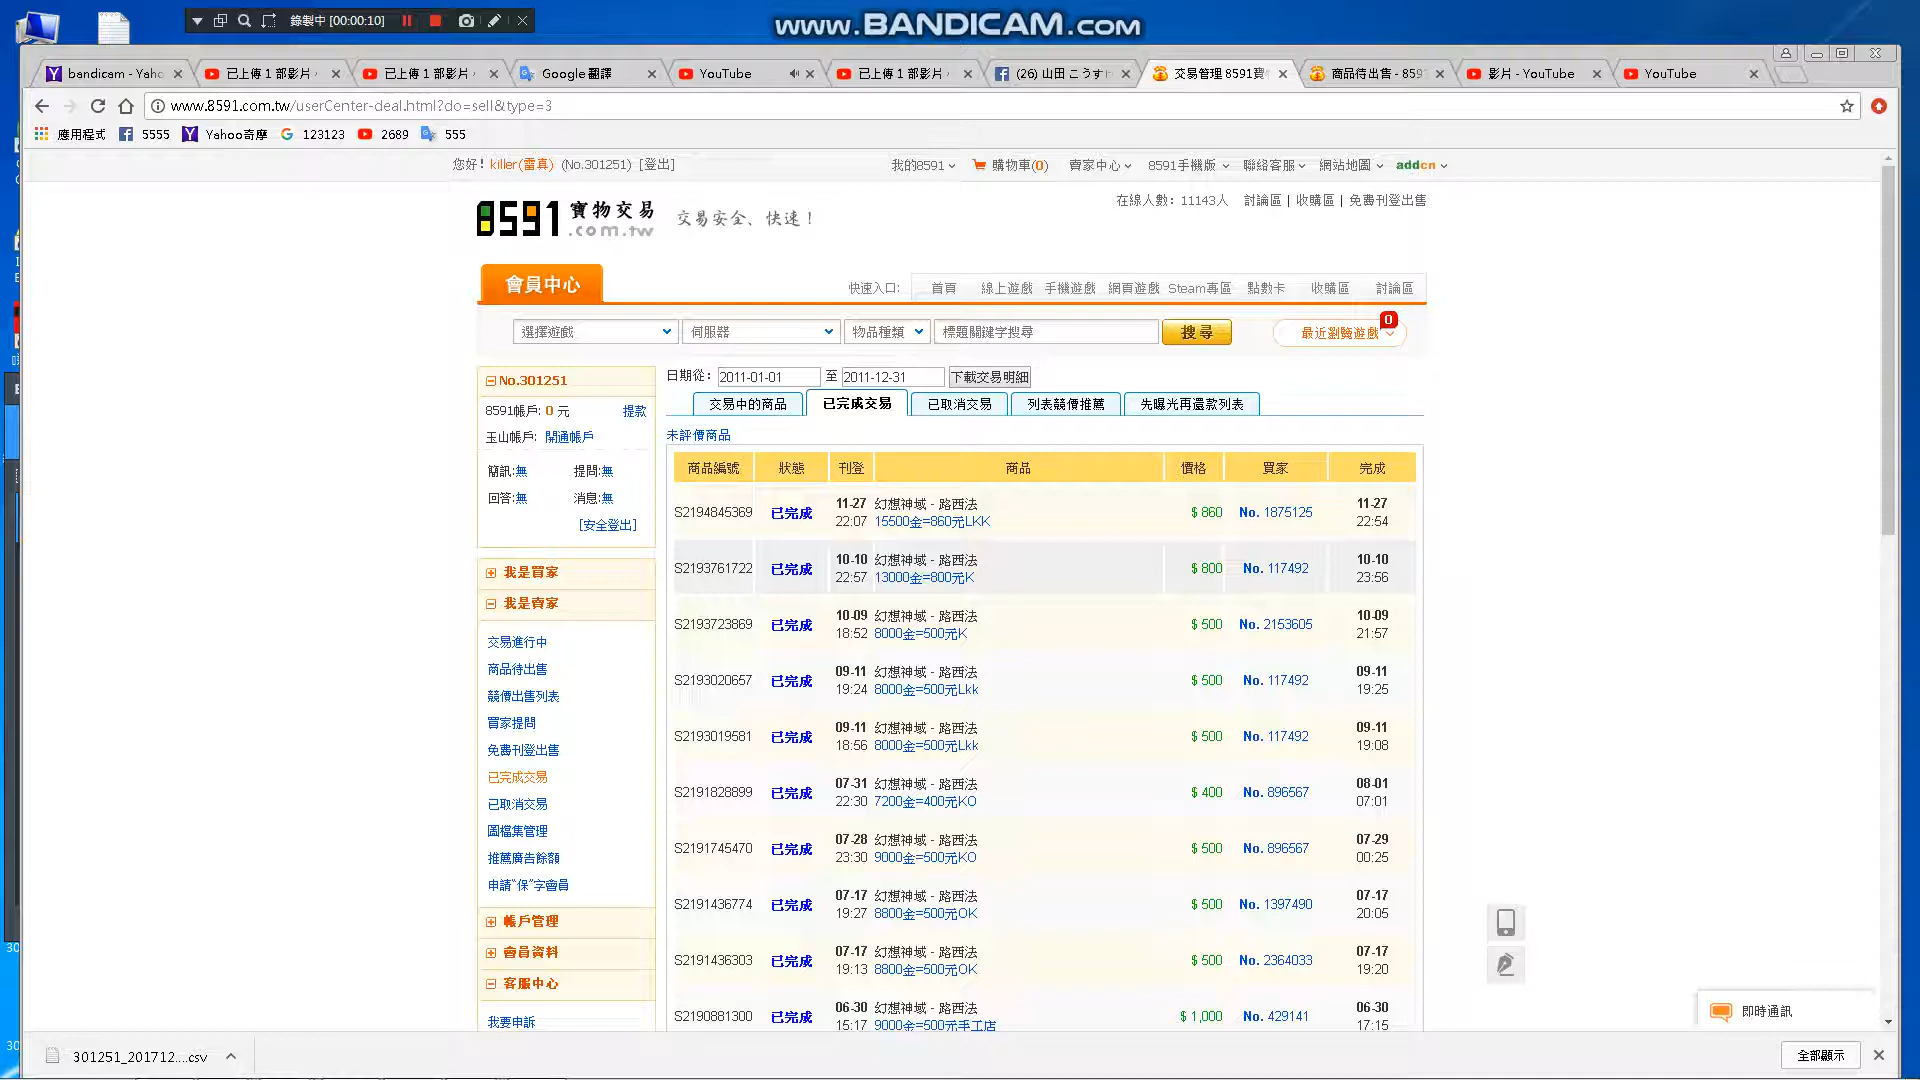 錄製中 [00:00:10]
www.BANDICAM.com
bandicam - Yaho
已上傳 1 部影片
已上傳 1 部影片
Google 翻譯
YouTube
已上傳 1 部影片
(26) 山田 こうすけ
交易管理 8591寶
商品待出售 - 859
影片 - YouTube
YouTube
www.8591.com.tw/userCenter-deal.html?do=sell&type=3
應用程式 5555 Yahoo奇摩 123123 2689 555
您好! killer(雷真) (No.301251) [登出] 我的8591 購物車(0) 賣家中心 8591手機版 聯絡客服 網站地圖 addcn
在線人數: 11143人 討論區 | 收購區 | 免費刊登出售
8591 寶物交易 .com.tw 交易安全、快速!
會員中心 快速入口: 首頁 線上遊戲 手機遊戲 網頁遊戲 Steam專區 點數卡 收購區 討論區
選擇遊戲 伺服器 物品種類 標題關鍵字搜尋 搜尋 最近瀏覽遊戲 0
No.301251
8591帳戶: 0 元 提款
玉山帳戶: 開通帳戶
簡訊:無 提問:無
回答:無 消息:無
[安全登出]
我是買家
我是賣家
交易進行中
商品待出售
競價出售列表
買家提問
免費刊登出售
已完成交易
已取消交易
圖檔集管理
推薦廣告餘額
申請"保"字會員
帳戶管理
會員資料
客服中心
我要申訴
日期從: 2011-01-01 至 2011-12-31 下載交易明細
交易中的商品 已完成交易 已取消交易 列表競價推薦 先曝光再還款列表
未評價商品
商品編號 狀態 刊登 商品 價格 買家 完成
S2194845369 已完成 11-27 22:07 幻想神域 - 路西法 15500金=860元LKK $ 860 No. 1875125 11-27 22:54
S2193761722 已完成 10-10 22:57 幻想神域 - 路西法 13000金=800元K $ 800 No. 117492 10-10 23:56
S2193723869 已完成 10-09 18:52 幻想神域 - 路西法 8000金=500元K $ 500 No. 2153605 10-09 21:57
S2193020657 已完成 09-11 19:24 幻想神域 - 路西法 8000金=500元Lkk $ 500 No. 117492 09-11 19:25
S2193019581 已完成 09-11 18:56 幻想神域 - 路西法 8000金=500元Lkk $ 500 No. 117492 09-11 19:08
S2191828899 已完成 07-31 22:30 幻想神域 - 路西法 7200金=400元KO $ 400 No. 896567 08-01 07:01
S2191745470 已完成 07-28 23:30 幻想神域 - 路西法 9000金=500元KO $ 500 No. 896567 07-29 00:25
S2191436774 已完成 07-17 19:27 幻想神域 - 路西法 8800金=500元OK $ 500 No. 1397490 07-17 20:05
S2191436303 已完成 07-17 19:13 幻想神域 - 路西法 8800金=500元OK $ 500 No. 2364033 07-17 19:20
S2190881300 已完成 06-30 15:17 幻想神域 - 路西法 9000金=500元手工店 $ 1,000 No. 429141 06-30 17:15
即時通訊
301251_201712....csv
全部顯示